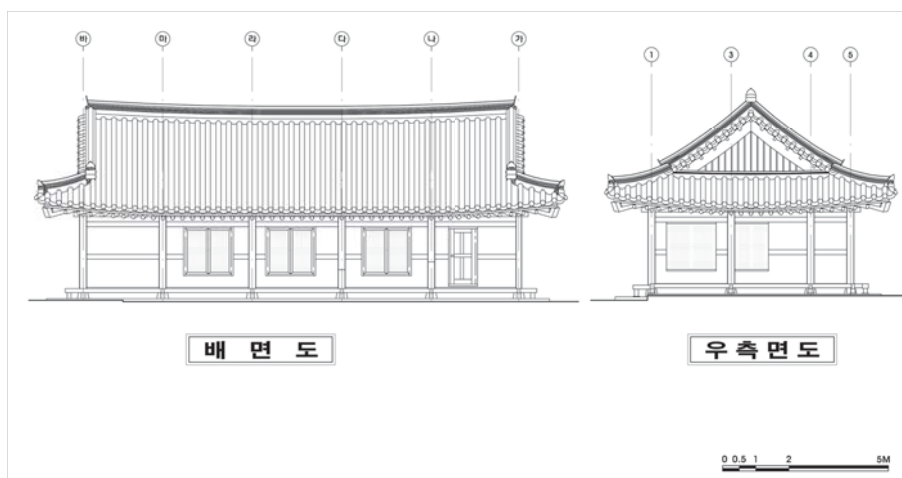 바 마 라 다 나 가
1 3 4 5
배 면 도
우 측 면 도
0 0.5 1 2 5M